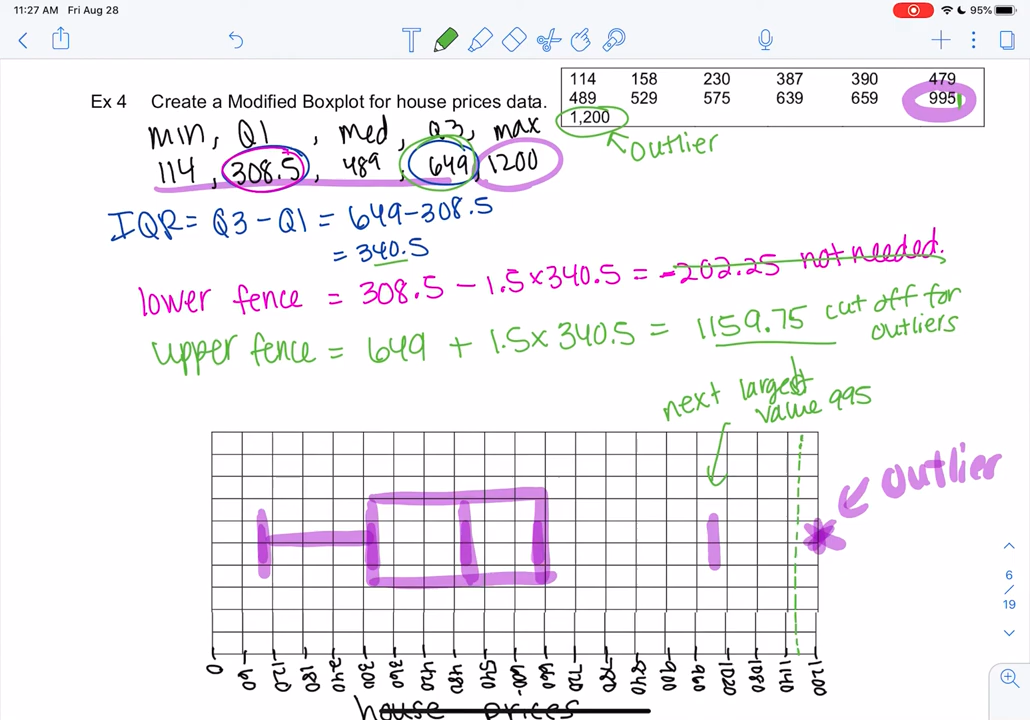 11:27 AM Fri Aug 28
95%
Ex 4 Create a Modified Boxplot for house prices data.
114 158 230 387 390 479
489 529 575 639 659 995
1,200
outlier
min, Q1, med, Q3, max
114, 308.5, 489, 649, 1200
IQR = Q3 - Q1 = 649-308.5
= 340.5
lower fence = 308.5 - 1.5x340.5 = -202.25 not needed.
upper fence = 649 + 1.5x 340.5 = 1159.75 cut off for
outliers
next largest
value 995
outlier
6
/
19
0 60 120 180 240 300 360 420 480 540 600 660 720 780 840 900 960 1020 1080 1140 1200
house prices